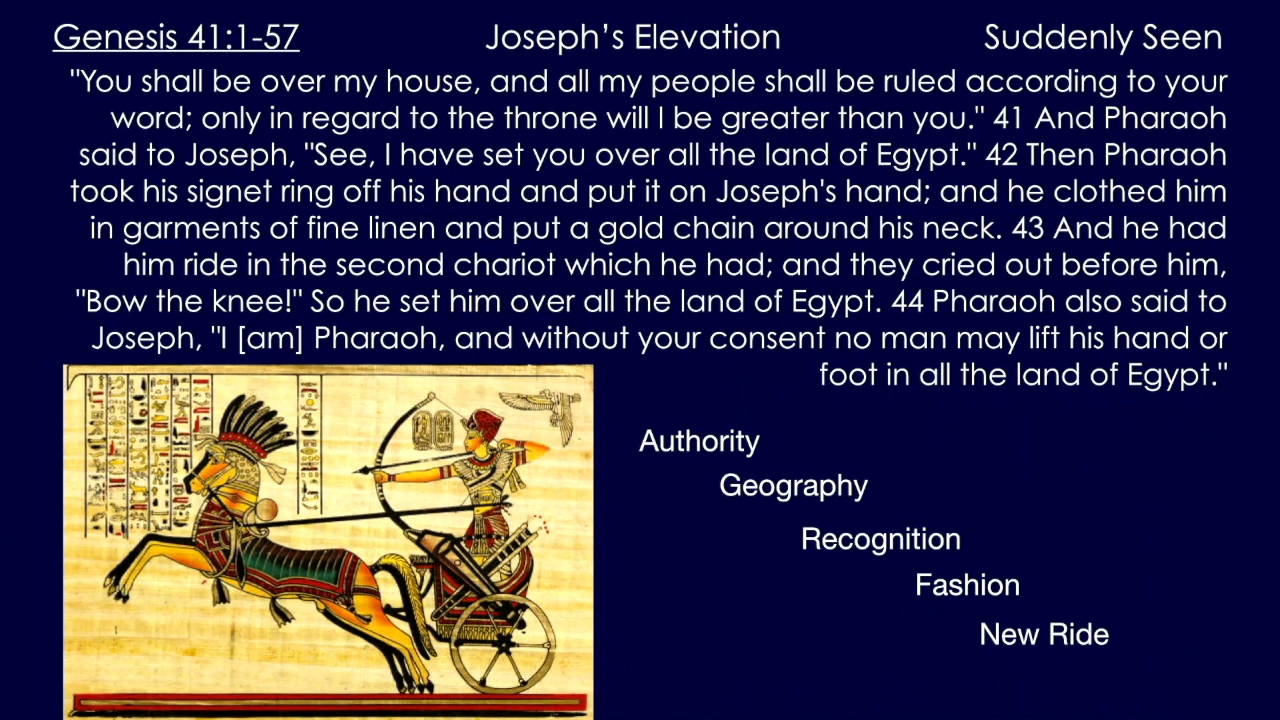 Genesis 41:1-57 Joseph’s Elevation Suddenly Seen
"You shall be over my house, and all my people shall be ruled according to your
word; only in regard to the throne will I be greater than you." 41 And Pharaoh
said to Joseph, "See, I have set you over all the land of Egypt." 42 Then Pharaoh
took his signet ring off his hand and put it on Joseph's hand; and he clothed him
in garments of fine linen and put a gold chain around his neck. 43 And he had
him ride in the second chariot which he had; and they cried out before him,
"Bow the knee!" So he set him over all the land of Egypt. 44 Pharaoh also said to
Joseph, "I [am] Pharaoh, and without your consent no man may lift his hand or
foot in all the land of Egypt."
Authority
Geography
Recognition
Fashion
New Ride